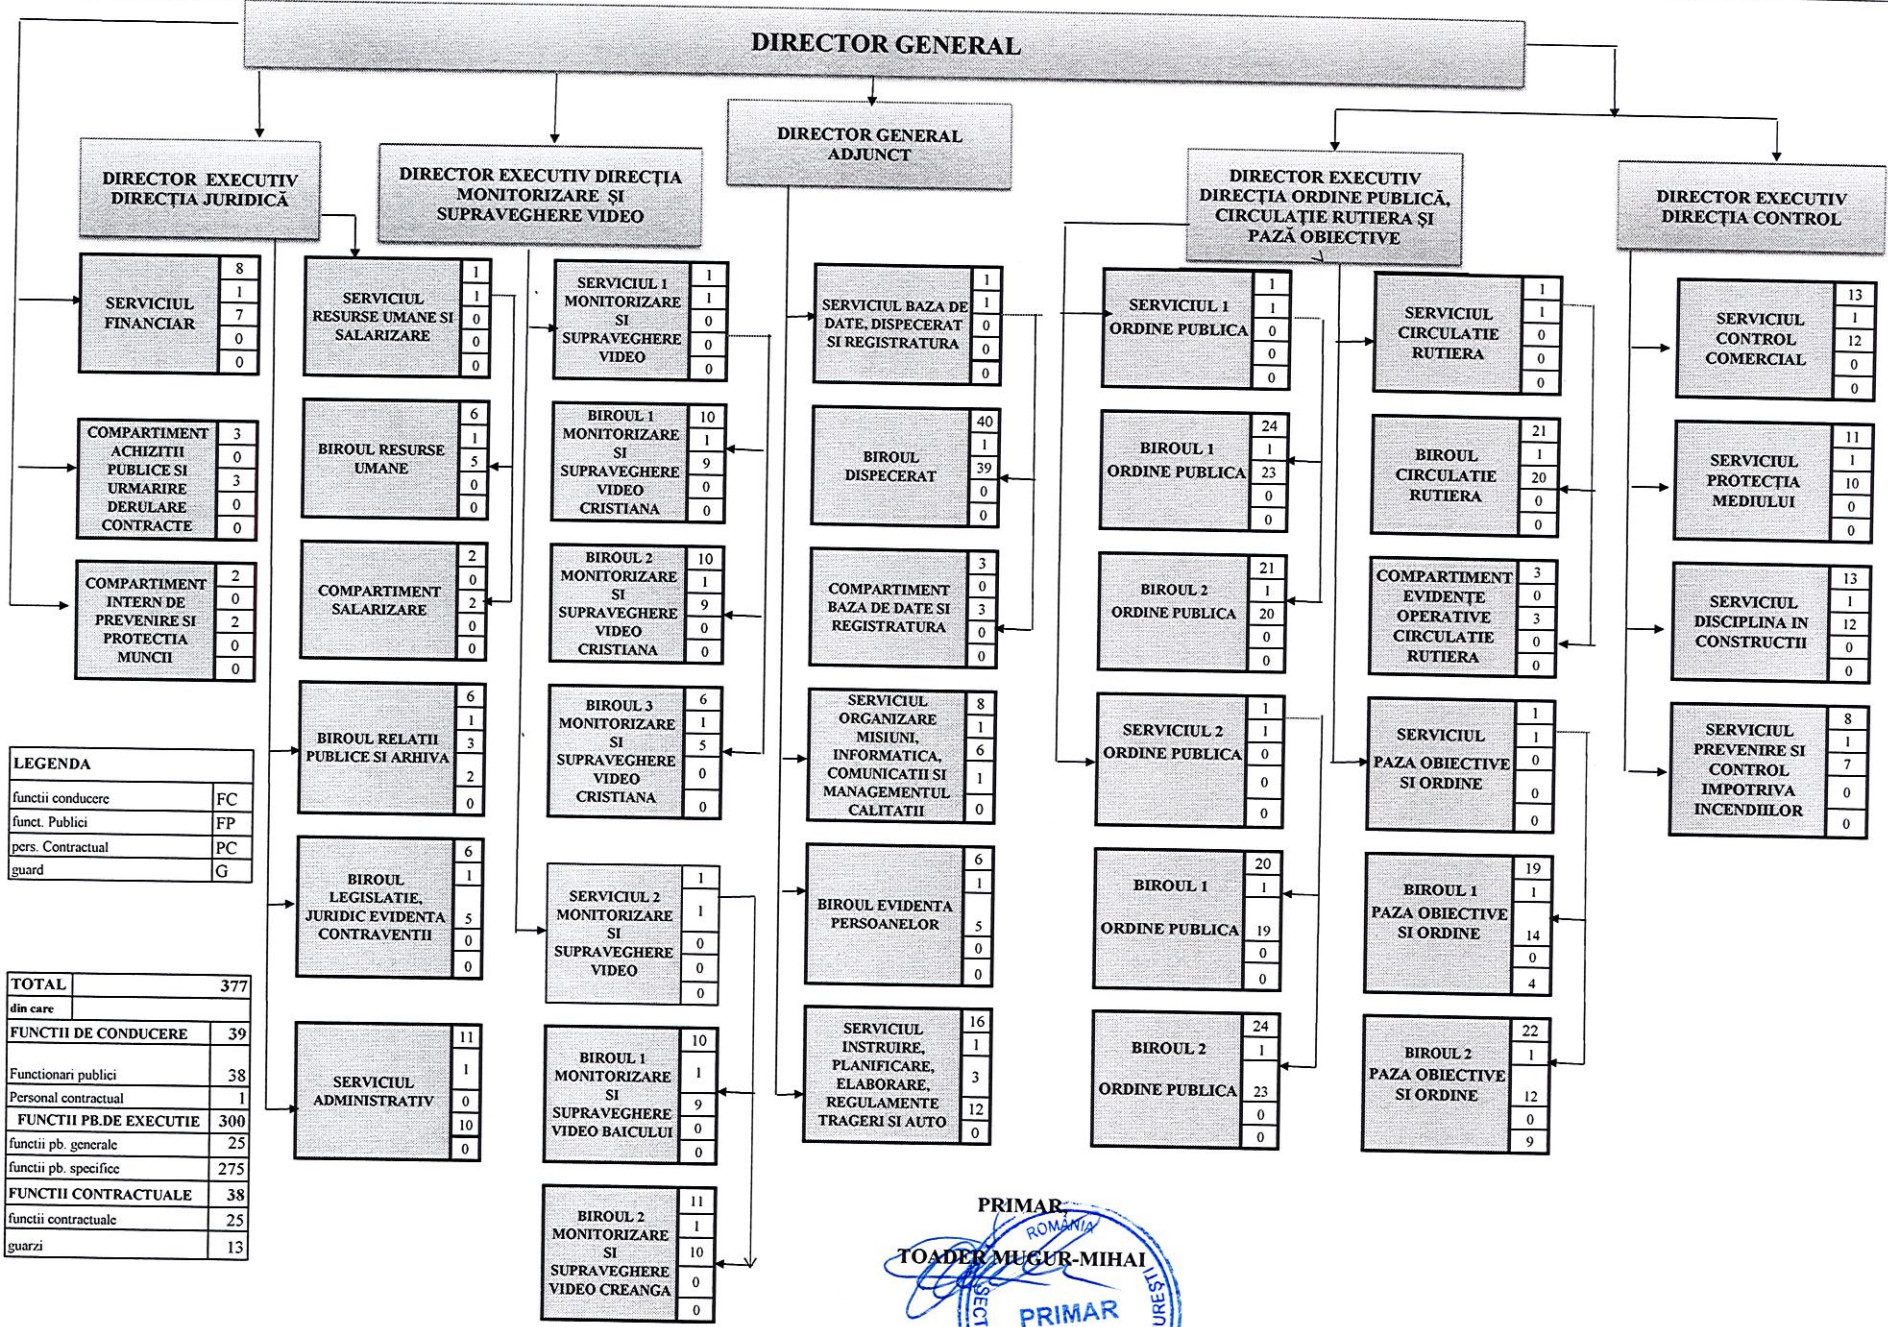 DIRECTOR GENERAL
DIRECTOR GENERAL
ADJUNCT
DIRECTOR EXECUTIV
DIRECȚIA JURIDICĂ
DIRECTOR EXECUTIV DIRECȚIA
MONITORIZARE ȘI
SUPRAVEGHERE VIDEO
DIRECTOR EXECUTIV
DIRECȚIA ORDINE PUBLICĂ,
CIRCULAȚIE RUTIERA ȘI
PAZĂ OBIECTIVE
DIRECTOR EXECUTIV
DIRECȚIA CONTROL
SERVICIUL
FINANCIAR
8
1
7
0
0
COMPARTIMENT
ACHIZITII
PUBLICE SI
URMARIRE
DERULARE
CONTRACTE
3
0
3
0
0
COMPARTIMENT
INTERN DE
PREVENIRE SI
PROTECTIA
MUNCII
2
0
2
0
0
LEGENDA
functii conducere FC
funct. Publici FP
pers. Contractual PC
guard G
TOTAL 377
din care
FUNCTII DE CONDUCERE 39
Functionari publici 38
Personal contractual 1
FUNCTII PB.DE EXECUTIE 300
functii pb. generale 25
functii pb. specifice 275
FUNCTII CONTRACTUALE 38
functii contractuale 25
guarzi 13
SERVICIUL
RESURSE UMANE SI
SALARIZARE
1
1
0
0
0
BIROUL RESURSE
UMANE
6
1
5
0
0
COMPARTIMENT
SALARIZARE
2
0
2
0
0
BIROUL RELATII
PUBLICE SI ARHIVA
6
1
3
2
0
BIROUL
LEGISLATIE,
JURIDIC EVIDENTA
CONTRAVENTII
6
1
5
0
0
SERVICIUL
ADMINISTRATIV
11
1
0
10
0
SERVICIUL 1
MONITORIZARE
SI
SUPRAVEGHERE
VIDEO
1
1
0
0
0
BIROUL 1
MONITORIZARE
SI
SUPRAVEGHERE
VIDEO
CRISTIANA
10
1
9
0
0
BIROUL 2
MONITORIZARE
SI
SUPRAVEGHERE
VIDEO
CRISTIANA
10
1
9
0
0
BIROUL 3
MONITORIZARE
SI
SUPRAVEGHERE
VIDEO
CRISTIANA
6
1
5
0
0
SERVICIUL 2
MONITORIZARE
SI
SUPRAVEGHERE
VIDEO
1
1
0
0
0
BIROUL 1
MONITORIZARE
SI
SUPRAVEGHERE
VIDEO BAICULUI
10
1
9
0
0
BIROUL 2
MONITORIZARE
SI
SUPRAVEGHERE
VIDEO CREANGA
11
1
10
0
0
SERVICIUL BAZA DE
DATE, DISPECERAT
SI REGISTRATURA
1
1
0
0
0
BIROUL
DISPECERAT
40
1
39
0
0
COMPARTIMENT
BAZA DE DATE SI
REGISTRATURA
3
0
3
0
0
SERVICIUL
ORGANIZARE
MISIUNI,
INFORMATICA,
COMUNICATII SI
MANAGEMENTUL
CALITATII
8
1
6
1
0
BIROUL EVIDENTA
PERSOANELOR
6
1
5
0
0
SERVICIUL
INSTRUIRE,
PLANIFICARE,
ELABORARE,
REGULAMENTE
TRAGERI SI AUTO
16
1
3
12
0
SERVICIUL 1
ORDINE PUBLICA
1
1
0
0
0
BIROUL 1
ORDINE PUBLICA
24
1
23
0
0
BIROUL 2
ORDINE PUBLICA
21
1
20
0
0
SERVICIUL 2
ORDINE PUBLICA
1
1
0
0
0
BIROUL 1
ORDINE PUBLICA
20
1
19
0
0
BIROUL 2
ORDINE PUBLICA
24
1
23
0
0
SERVICIUL
CIRCULATIE
RUTIERA
1
1
0
0
0
BIROUL
CIRCULATIE
RUTIERA
21
1
20
0
0
COMPARTIMENT
EVIDENȚE
OPERATIVE
CIRCULATIE
RUTIERA
3
0
3
0
0
SERVICIUL
PAZA OBIECTIVE
SI ORDINE
1
1
0
0
0
BIROUL 1
PAZA OBIECTIVE
SI ORDINE
19
1
14
0
4
BIROUL 2
PAZA OBIECTIVE
SI ORDINE
22
1
12
0
9
SERVICIUL
CONTROL
COMERCIAL
13
1
12
0
0
SERVICIUL
PROTECȚIA
MEDIULUI
11
1
10
0
0
SERVICIUL
DISCIPLINA IN
CONSTRUCTII
13
1
12
0
0
SERVICIUL
PREVENIRE SI
CONTROL
IMPOTRIVA
INCENDIILOR
8
1
7
0
0
PRIMAR,
TOADER MUGUR-MIHAI
ROMÂNIA
PRIMAR